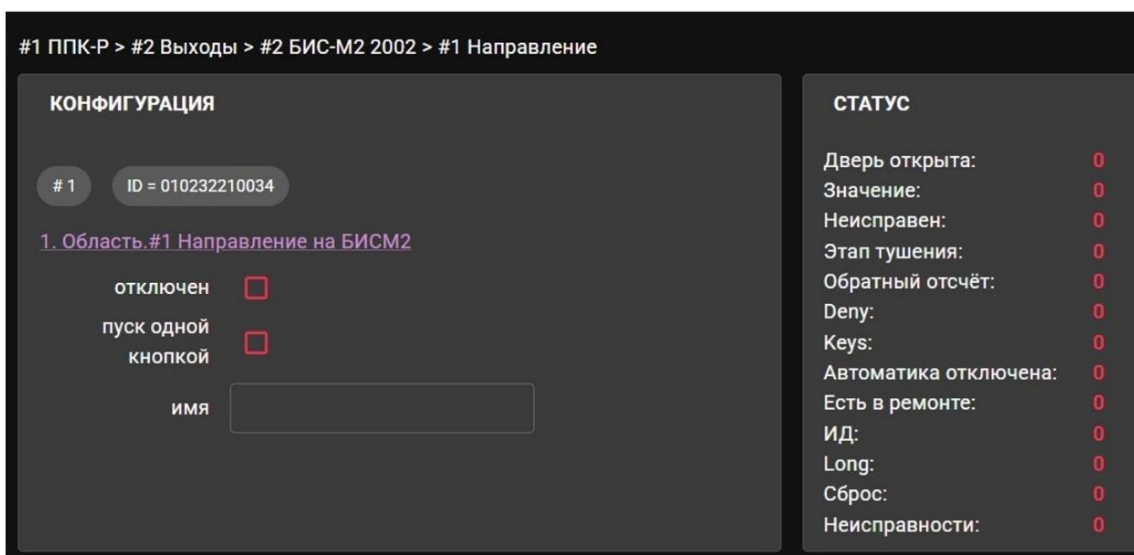 #1 ППК-Р > #2 Выходы > #2 БИС-М2 2002 > #1 Направление
КОНФИГУРАЦИЯ
# 1
ID = 010232210034
1. Область.#1 Направление на БИСМ2
отключен
пуск одной
кнопкой
имя
СТАТУС
Дверь открыта: 0
Значение: 0
Неисправен: 0
Этап тушения: 0
Обратный отсчёт: 0
Deny: 0
Keys: 0
Автоматика отключена: 0
Есть в ремонте: 0
ИД: 0
Long: 0
Сброс: 0
Неисправности: 0